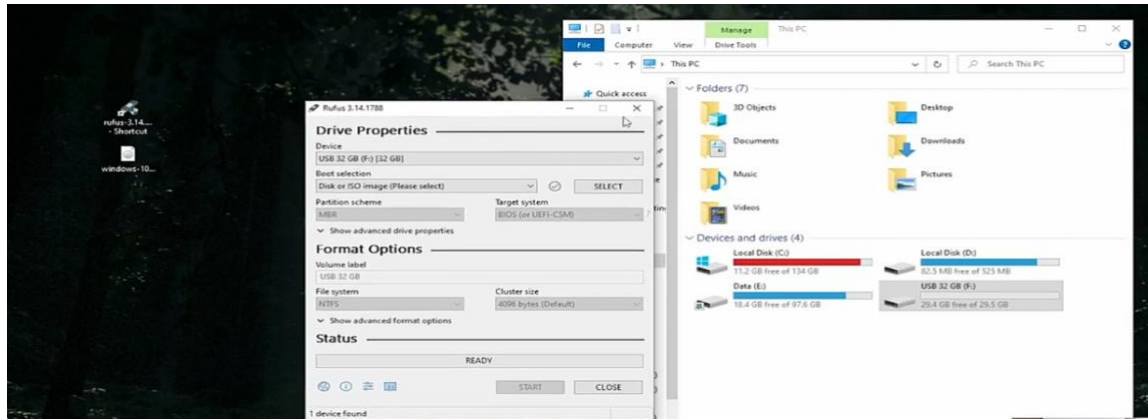 rufus-3.14....
- Shortcut
windows-10...
Rufus 3.14.1788
Drive Properties
Device
USB 32 GB (F:) [32 GB]
Boot selection
Disk or ISO image (Please select)
SELECT
Partition scheme
Target system
MBR
BIOS (or UEFI-CSM)
?
Show advanced drive properties
Format Options
Volume label
USB 32 GB
File system
Cluster size
NTFS
4096 bytes (Default)
Show advanced format options
Status
READY
START
CLOSE
1 device found
Manage
This PC
File
Computer
View
Drive Tools
This PC
Search This PC
Quick access
Folders (7)
3D Objects
Desktop
Documents
Downloads
Music
Pictures
Videos
Devices and drives (4)
Local Disk (C:)
11.2 GB free of 134 GB
Local Disk (D:)
82.5 MB free of 525 MB
Data (E:)
18.4 GB free of 97.6 GB
USB 32 GB (F:)
29.4 GB free of 29.5 GB